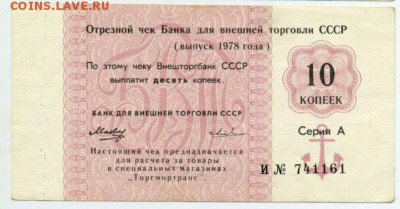 COINS.LAVE.RU
Отрезной чек Банка для внешней торговли СССР
(выпуск 1978 года)
По этому чеку Внешторгбанк СССР
выплатит десять копеек.
10
КОПЕЕК
БАНК ДЛЯ ВНЕШНЕЙ ТОРГОВЛИ СССР
Серия А
Настоящий чек предназначается
для расчета за товары
в специальных магазинах
„Торгмортранс".
И № 741161